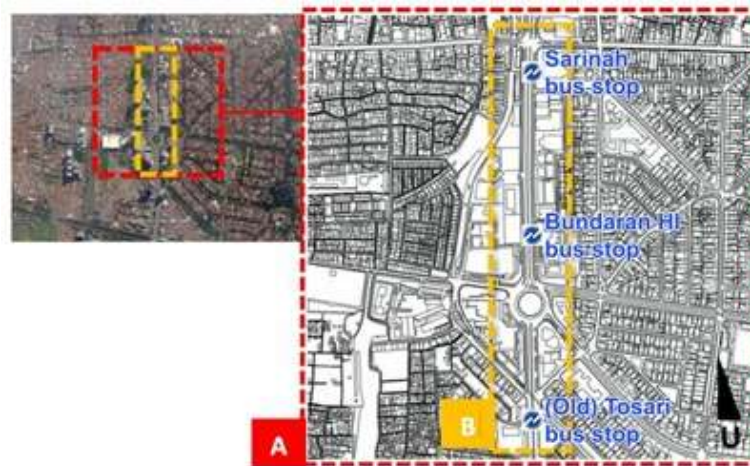 Sarinah
bus stop
Bundaran HI
bus stop
(Old) Tosari
bus stop
A
B
U